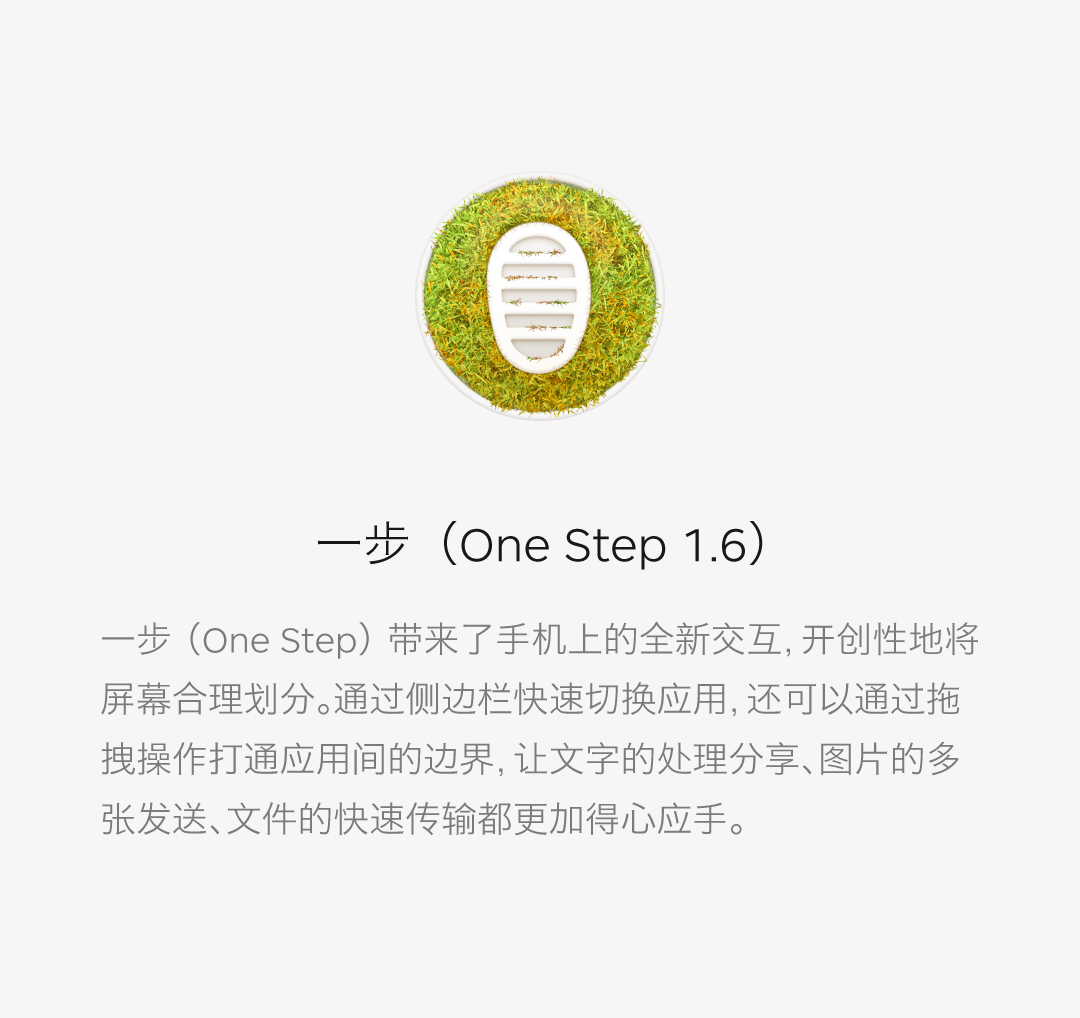 一步（One Step 1.6）
一步（One Step）带来了手机上的全新交互，开创性地将
屏幕合理划分。通过侧边栏快速切换应用，还可以通过拖
拽操作打通应用间的边界，让文字的处理分享、图片的多
张发送、文件的快速传输都更加得心应手。